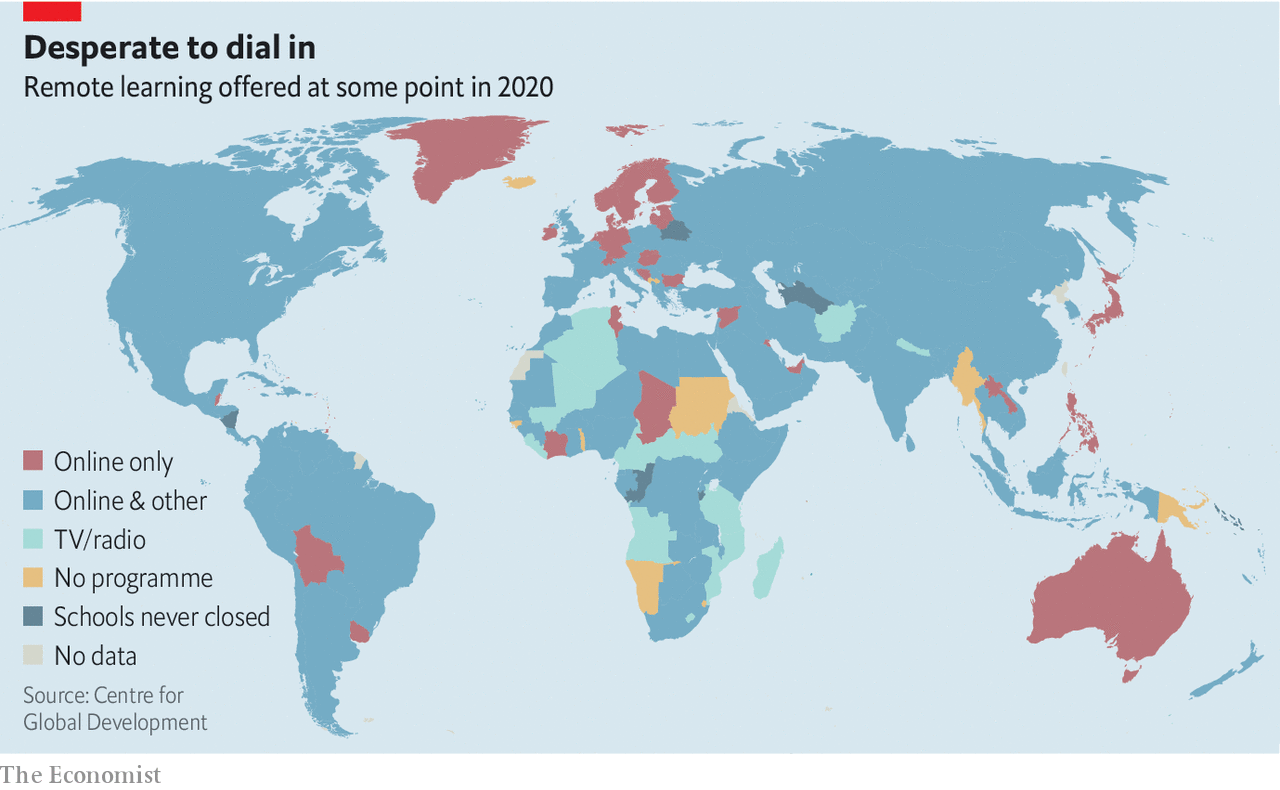 Desperate to dial in
Remote learning offered at some point in 2020
Online only
Online & other
TV/radio
No programme
Schools never closed
No data
Source: Centre for
Global Development
The Economist